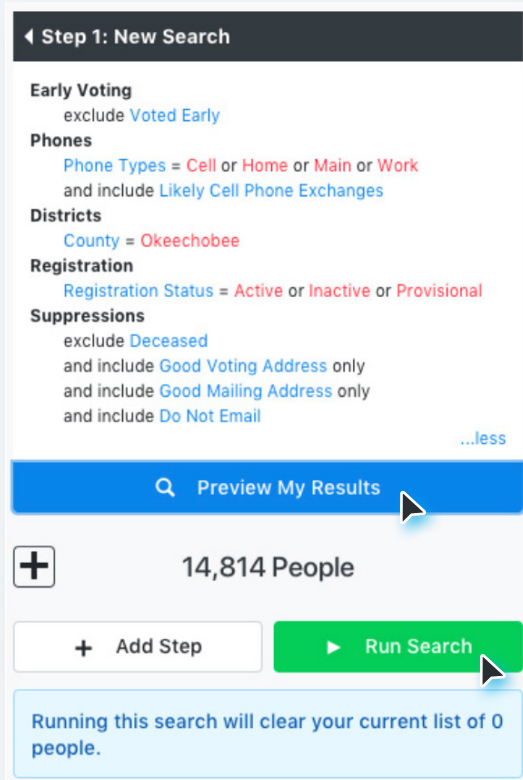 Step 1: New Search
Early Voting
exclude Voted Early
Phones
Phone Types = Cell or Home or Main or Work
and include Likely Cell Phone Exchanges
Districts
County = Okeechobee
Registration
Registration Status = Active or Inactive or Provisional
Suppressions
exclude Deceased
and include Good Voting Address only
and include Good Mailing Address only
and include Do Not Email
...less
Preview My Results
14,814 People
+ Add Step
Run Search
Running this search will clear your current list of 0
people.